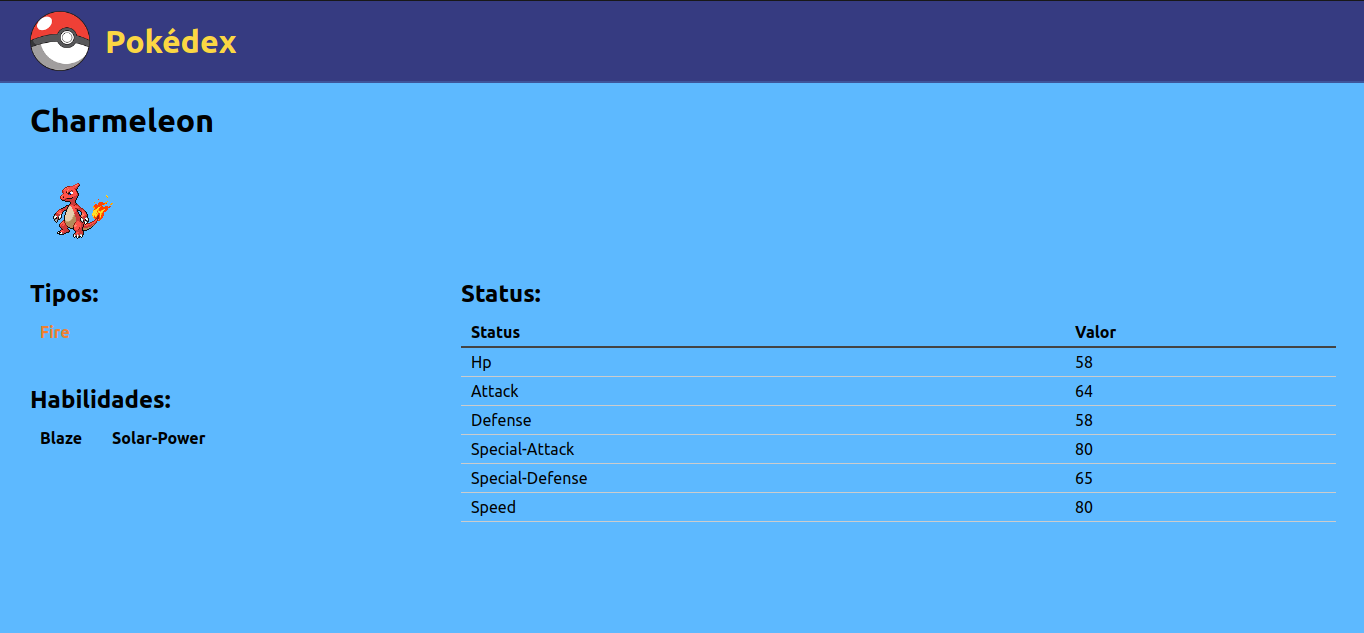 Pokédex
Charmeleon
Tipos:
Fire
Habilidades:
Blaze Solar-Power
Status:
Status Valor
Hp 58
Attack 64
Defense 58
Special-Attack 80
Special-Defense 65
Speed 80